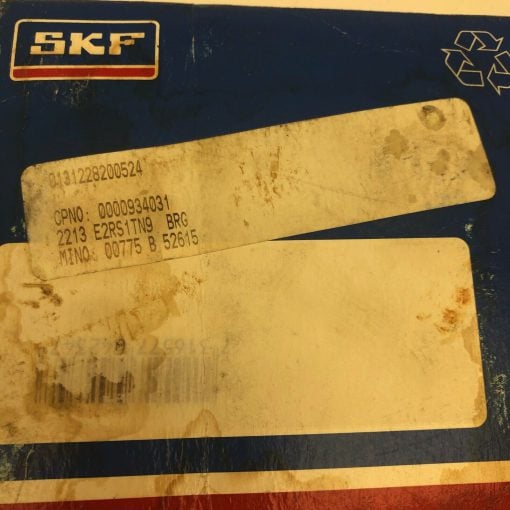 SKF
0131228200524
CPNO: 0000934031
2213 E2RS1TN9 BRG
MINO: 00775 B 52615